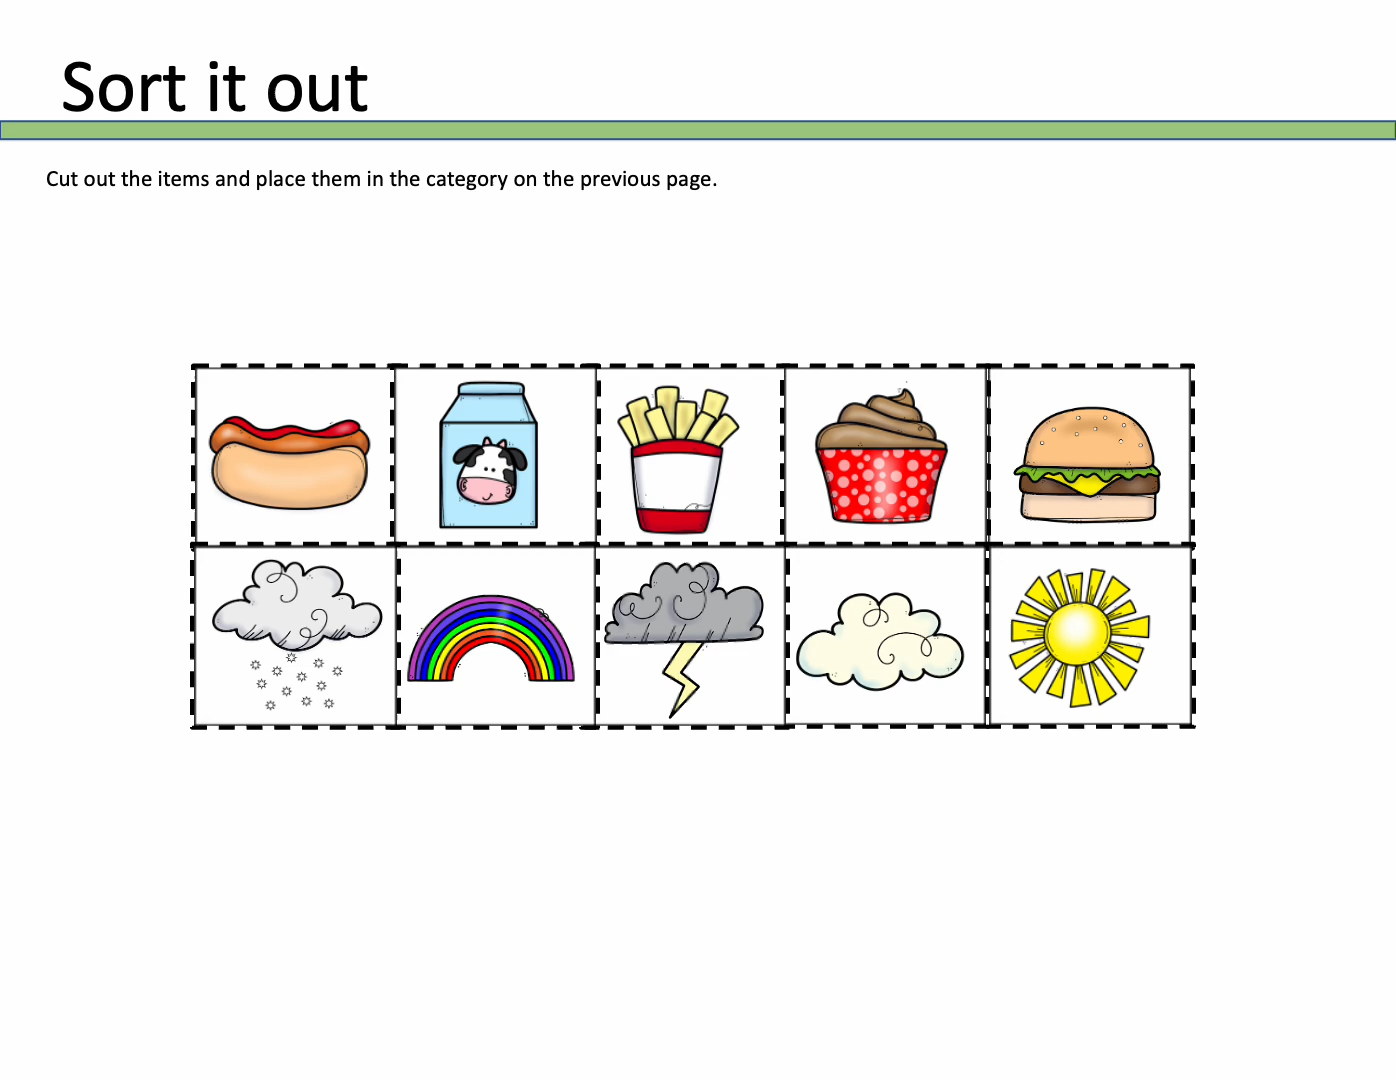 Sort it out
Cut out the items and place them in the category on the previous page.